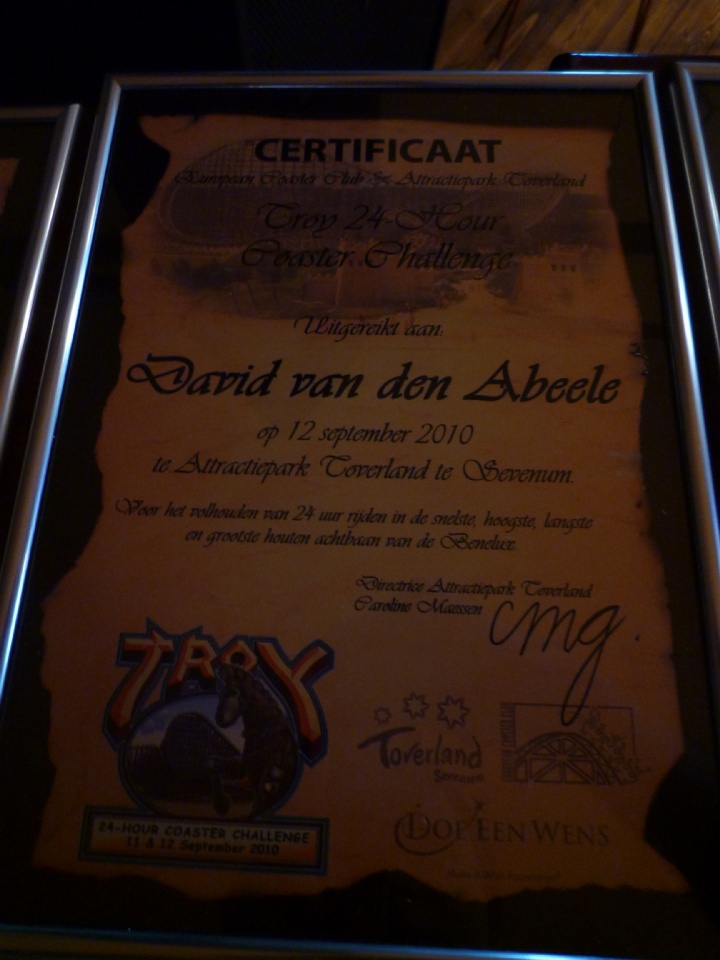 CERTIFICAAT
European Coaster Club & Attractiepark Toverland
Troy 24-Hour
Coaster Challenge
Uitgereikt aan:
David van den Abeele
op 12 september 2010
te Attractiepark Toverland te Sevenum.
Voor het volhouden van 24 uur rijden in de snelste, hoogste, langste
en grootste houten achtbaan van de Benelux.
Directrice Attractiepark Toverland
Caroline Maessen
cmg.
TROY
24-HOUR COASTER CHALLENGE
11 & 12 September 2010
Toverland
Sevenum
DOE EEN WENS